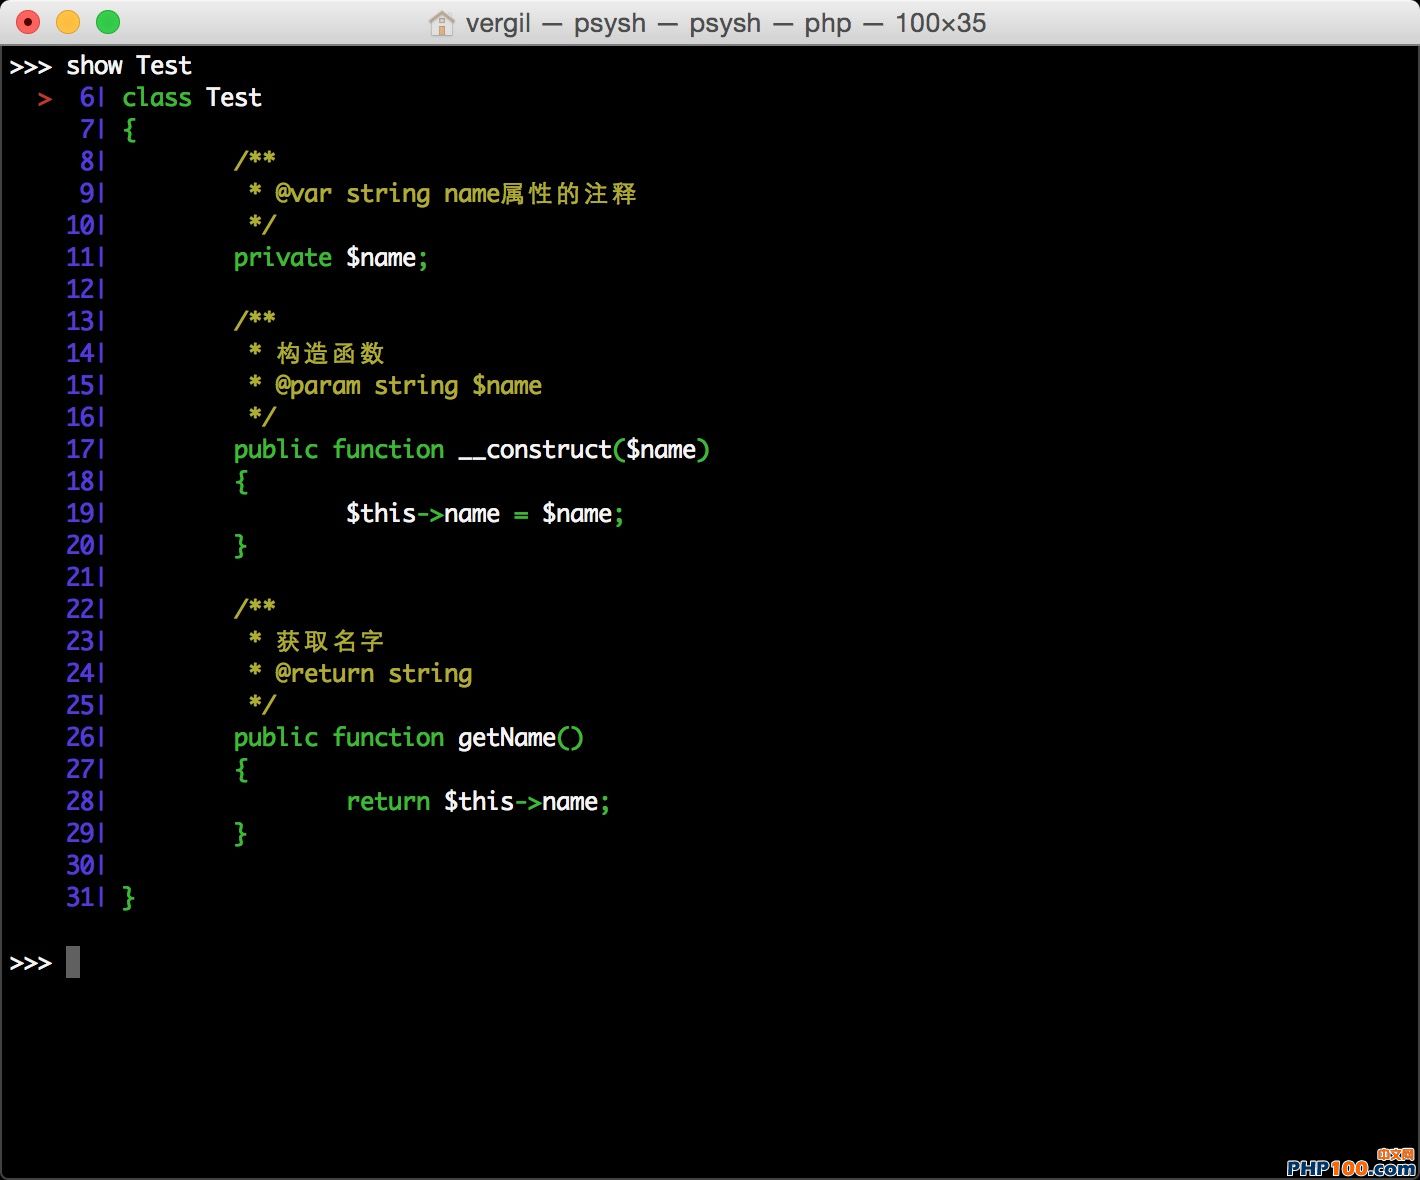 vergil — psysh — psysh — php — 100×35
>>> show Test
  > 6| class Test
    7| {
    8|         /**
    9|          * @var string name属性的注释
   10|          */
   11|         private $name;
   12|
   13|         /**
   14|          * 构造函数
   15|          * @param string $name
   16|          */
   17|         public function __construct($name)
   18|         {
   19|                 $this->name = $name;
   20|         }
   21|
   22|         /**
   23|          * 获取名字
   24|          * @return string
   25|          */
   26|         public function getName()
   27|         {
   28|                 return $this->name;
   29|         }
   30|
   31| }
>>>
中文网
PHP100.com